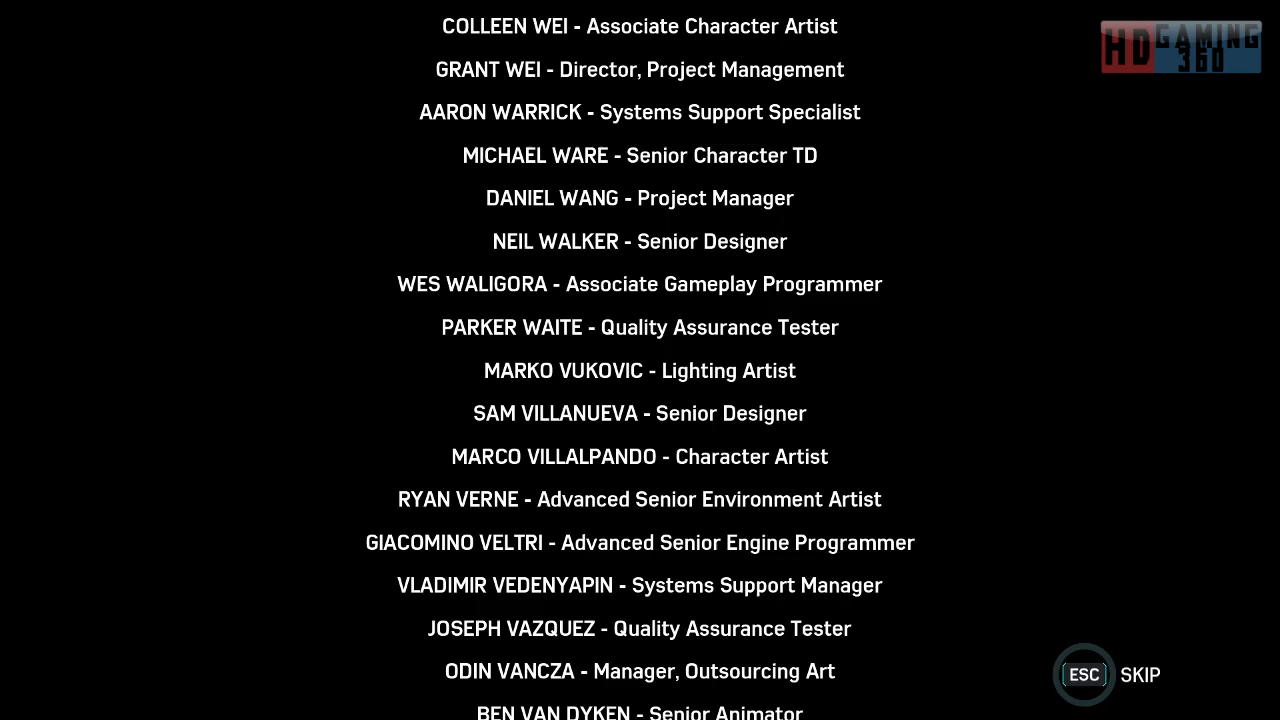 COLLEEN WEI - Associate Character Artist
GRANT WEI - Director, Project Management
AARON WARRICK - Systems Support Specialist
MICHAEL WARE - Senior Character TD
DANIEL WANG - Project Manager
NEIL WALKER - Senior Designer
WES WALIGORA - Associate Gameplay Programmer
PARKER WAITE - Quality Assurance Tester
MARKO VUKOVIC - Lighting Artist
SAM VILLANUEVA - Senior Designer
MARCO VILLALPANDO - Character Artist
RYAN VERNE - Advanced Senior Environment Artist
GIACOMINO VELTRI - Advanced Senior Engine Programmer
VLADIMIR VEDENYAPIN - Systems Support Manager
JOSEPH VAZQUEZ - Quality Assurance Tester
ODIN VANCZA - Manager, Outsourcing Art
BEN VAN DYKEN - Senior Animator
HD GAMING
360
ESC SKIP